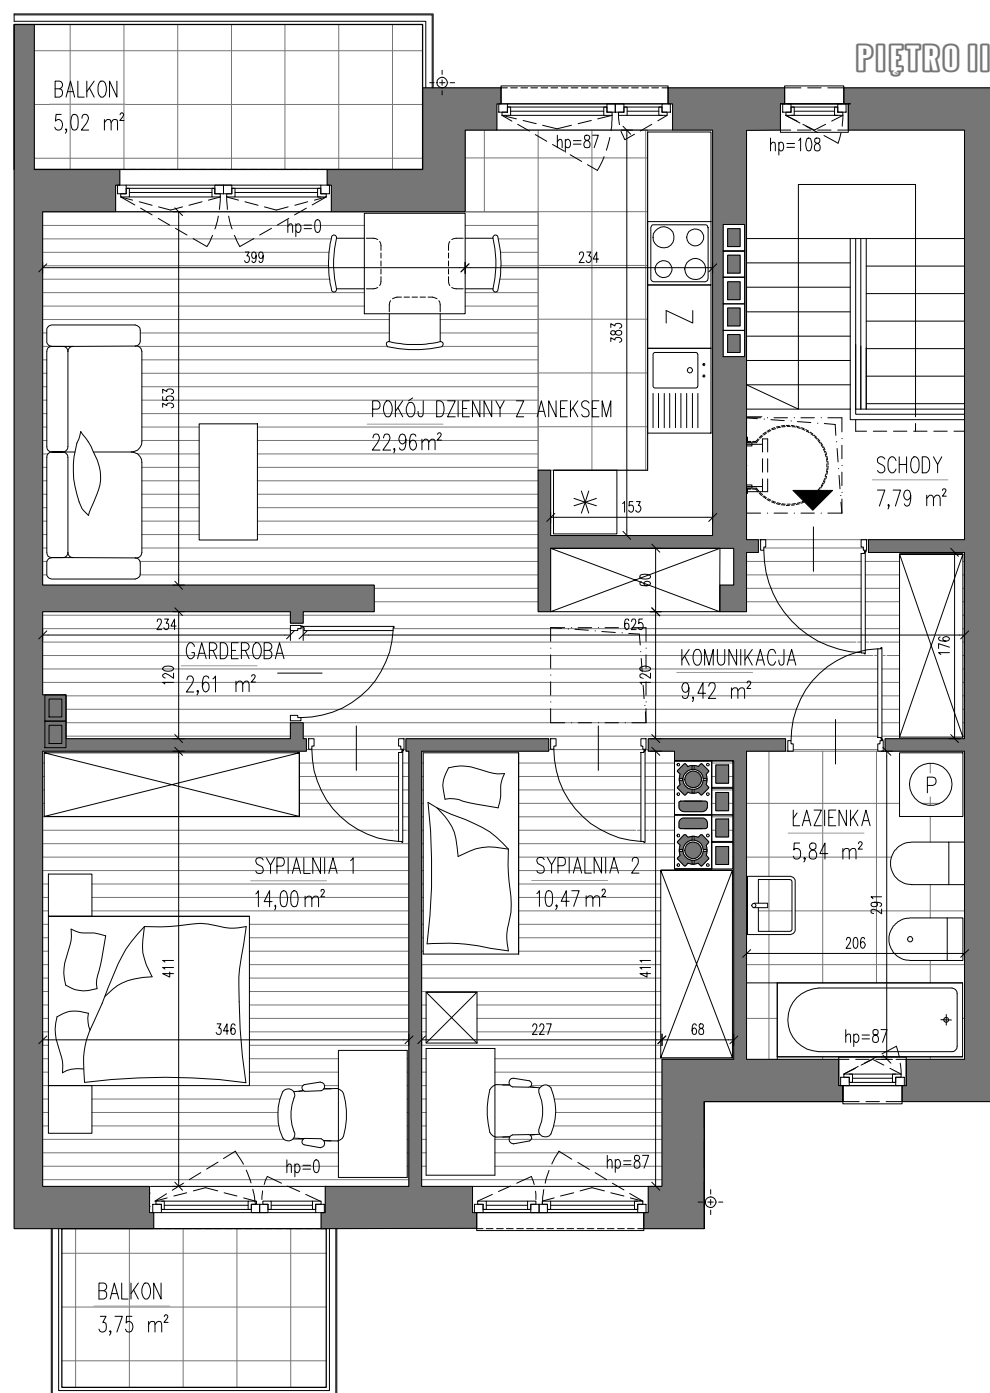 PIĘTRO II
BALKON
5,02 m²
hp=87
hp=108
hp=0
399
234
383
Z
353
POKÓJ DZIENNY Z ANEKSEM
22,96 m²
SCHODY
7,79 m²
153
60
234
625
GARDEROBA
2,61 m²
120
KOMUNIKACJA
9,42 m²
120
176
P
ŁAZIENKA
5,84 m²
SYPIALNIA 1
14,00 m²
SYPIALNIA 2
10,47 m²
291
206
411
411
346
227
68
hp=87
hp=0
hp=87
BALKON
3,75 m²